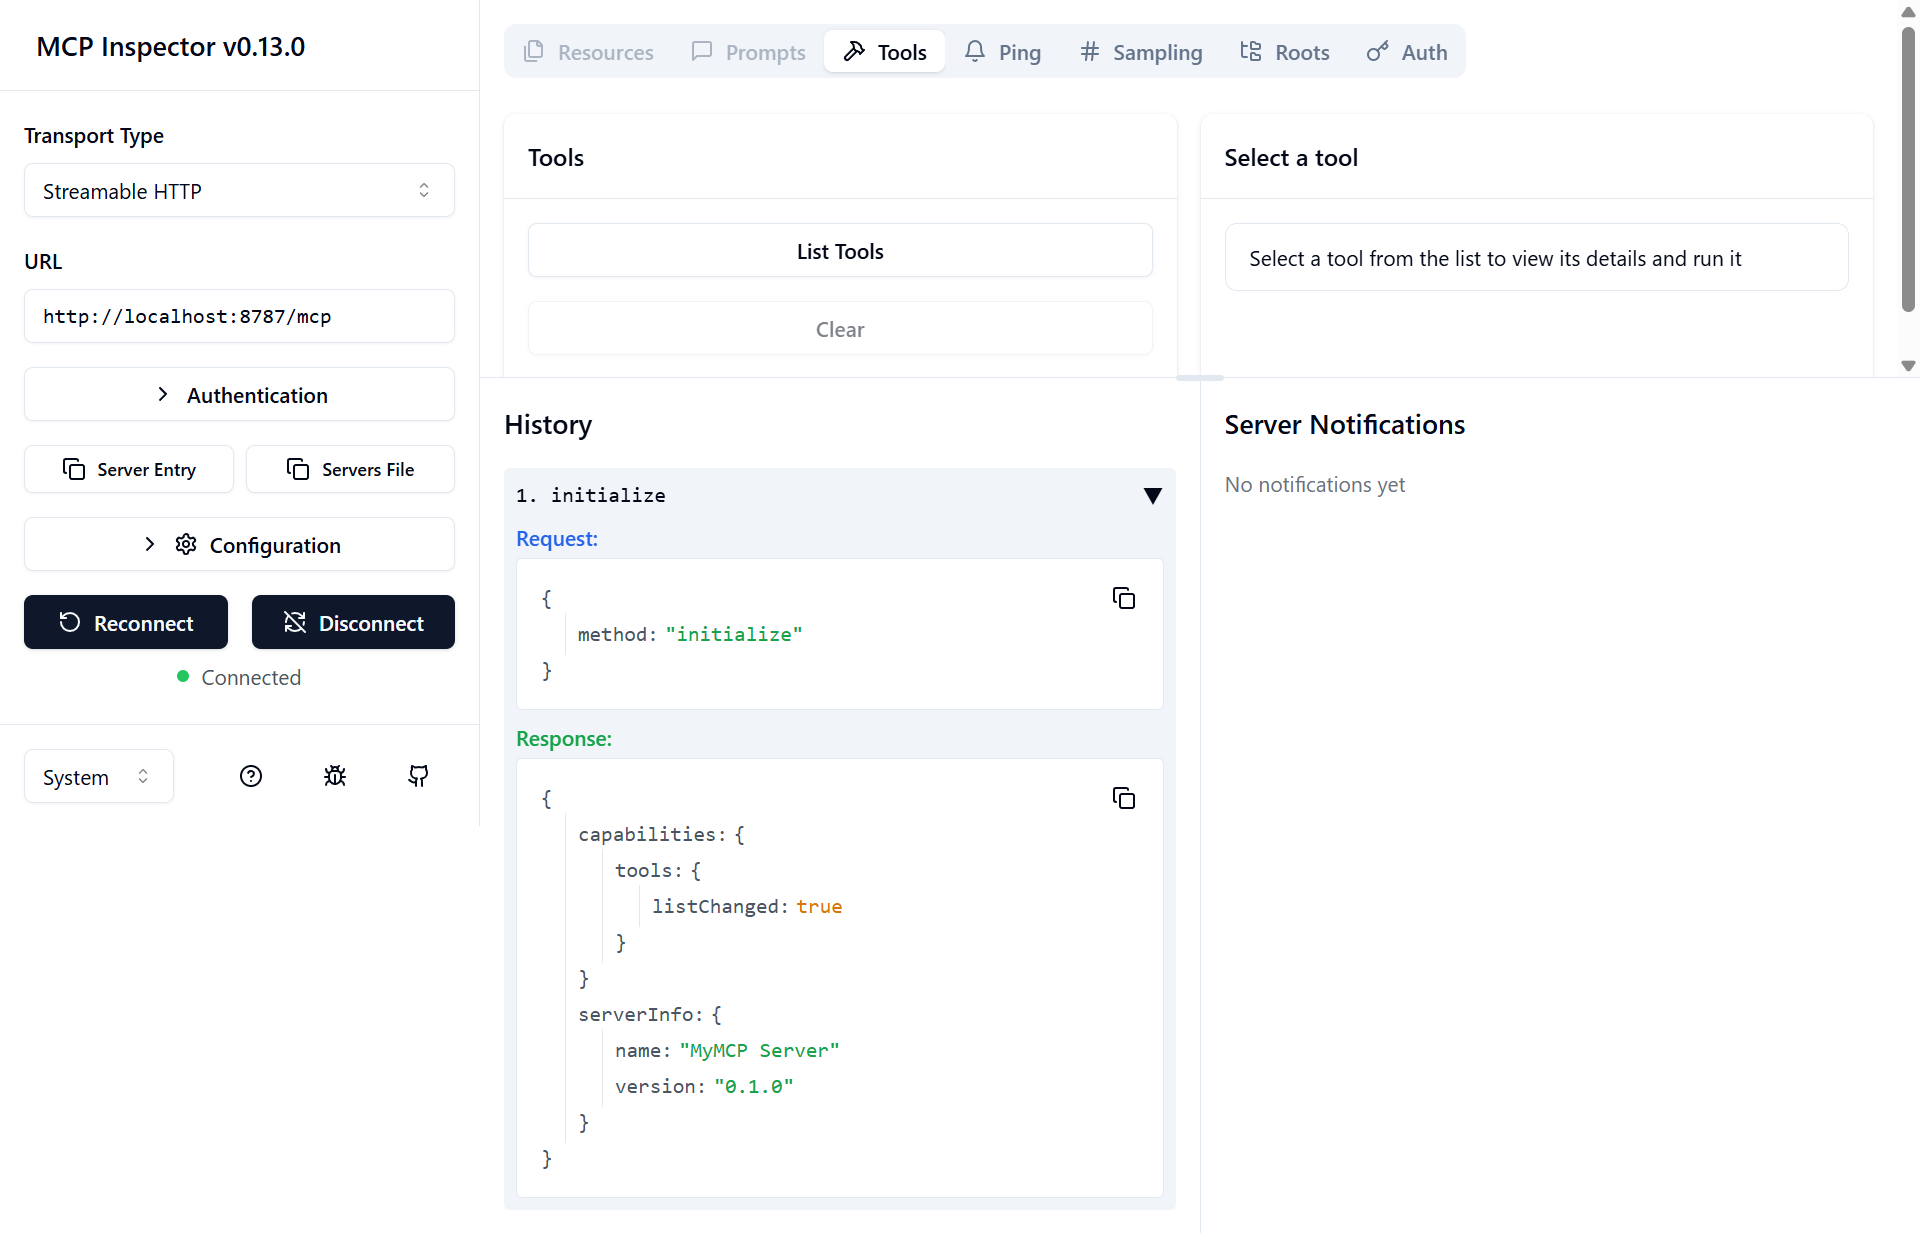 MCP Inspector v0.13.0
Transport Type
Streamable HTTP
URL
http://localhost:8787/mcp
Authentication
Server Entry
Servers File
Configuration
Reconnect
Disconnect
Connected
System
Resources
Prompts
Tools
Ping
Sampling
Roots
Auth
Tools
List Tools
Clear
Select a tool
Select a tool from the list to view its details and run it
History
1. initialize
Request:
{
method: "initialize"
}
Response:
{
capabilities: {
tools: {
listChanged: true
}
}
serverInfo: {
name: "MyMCP Server"
version: "0.1.0"
}
}
Server Notifications
No notifications yet